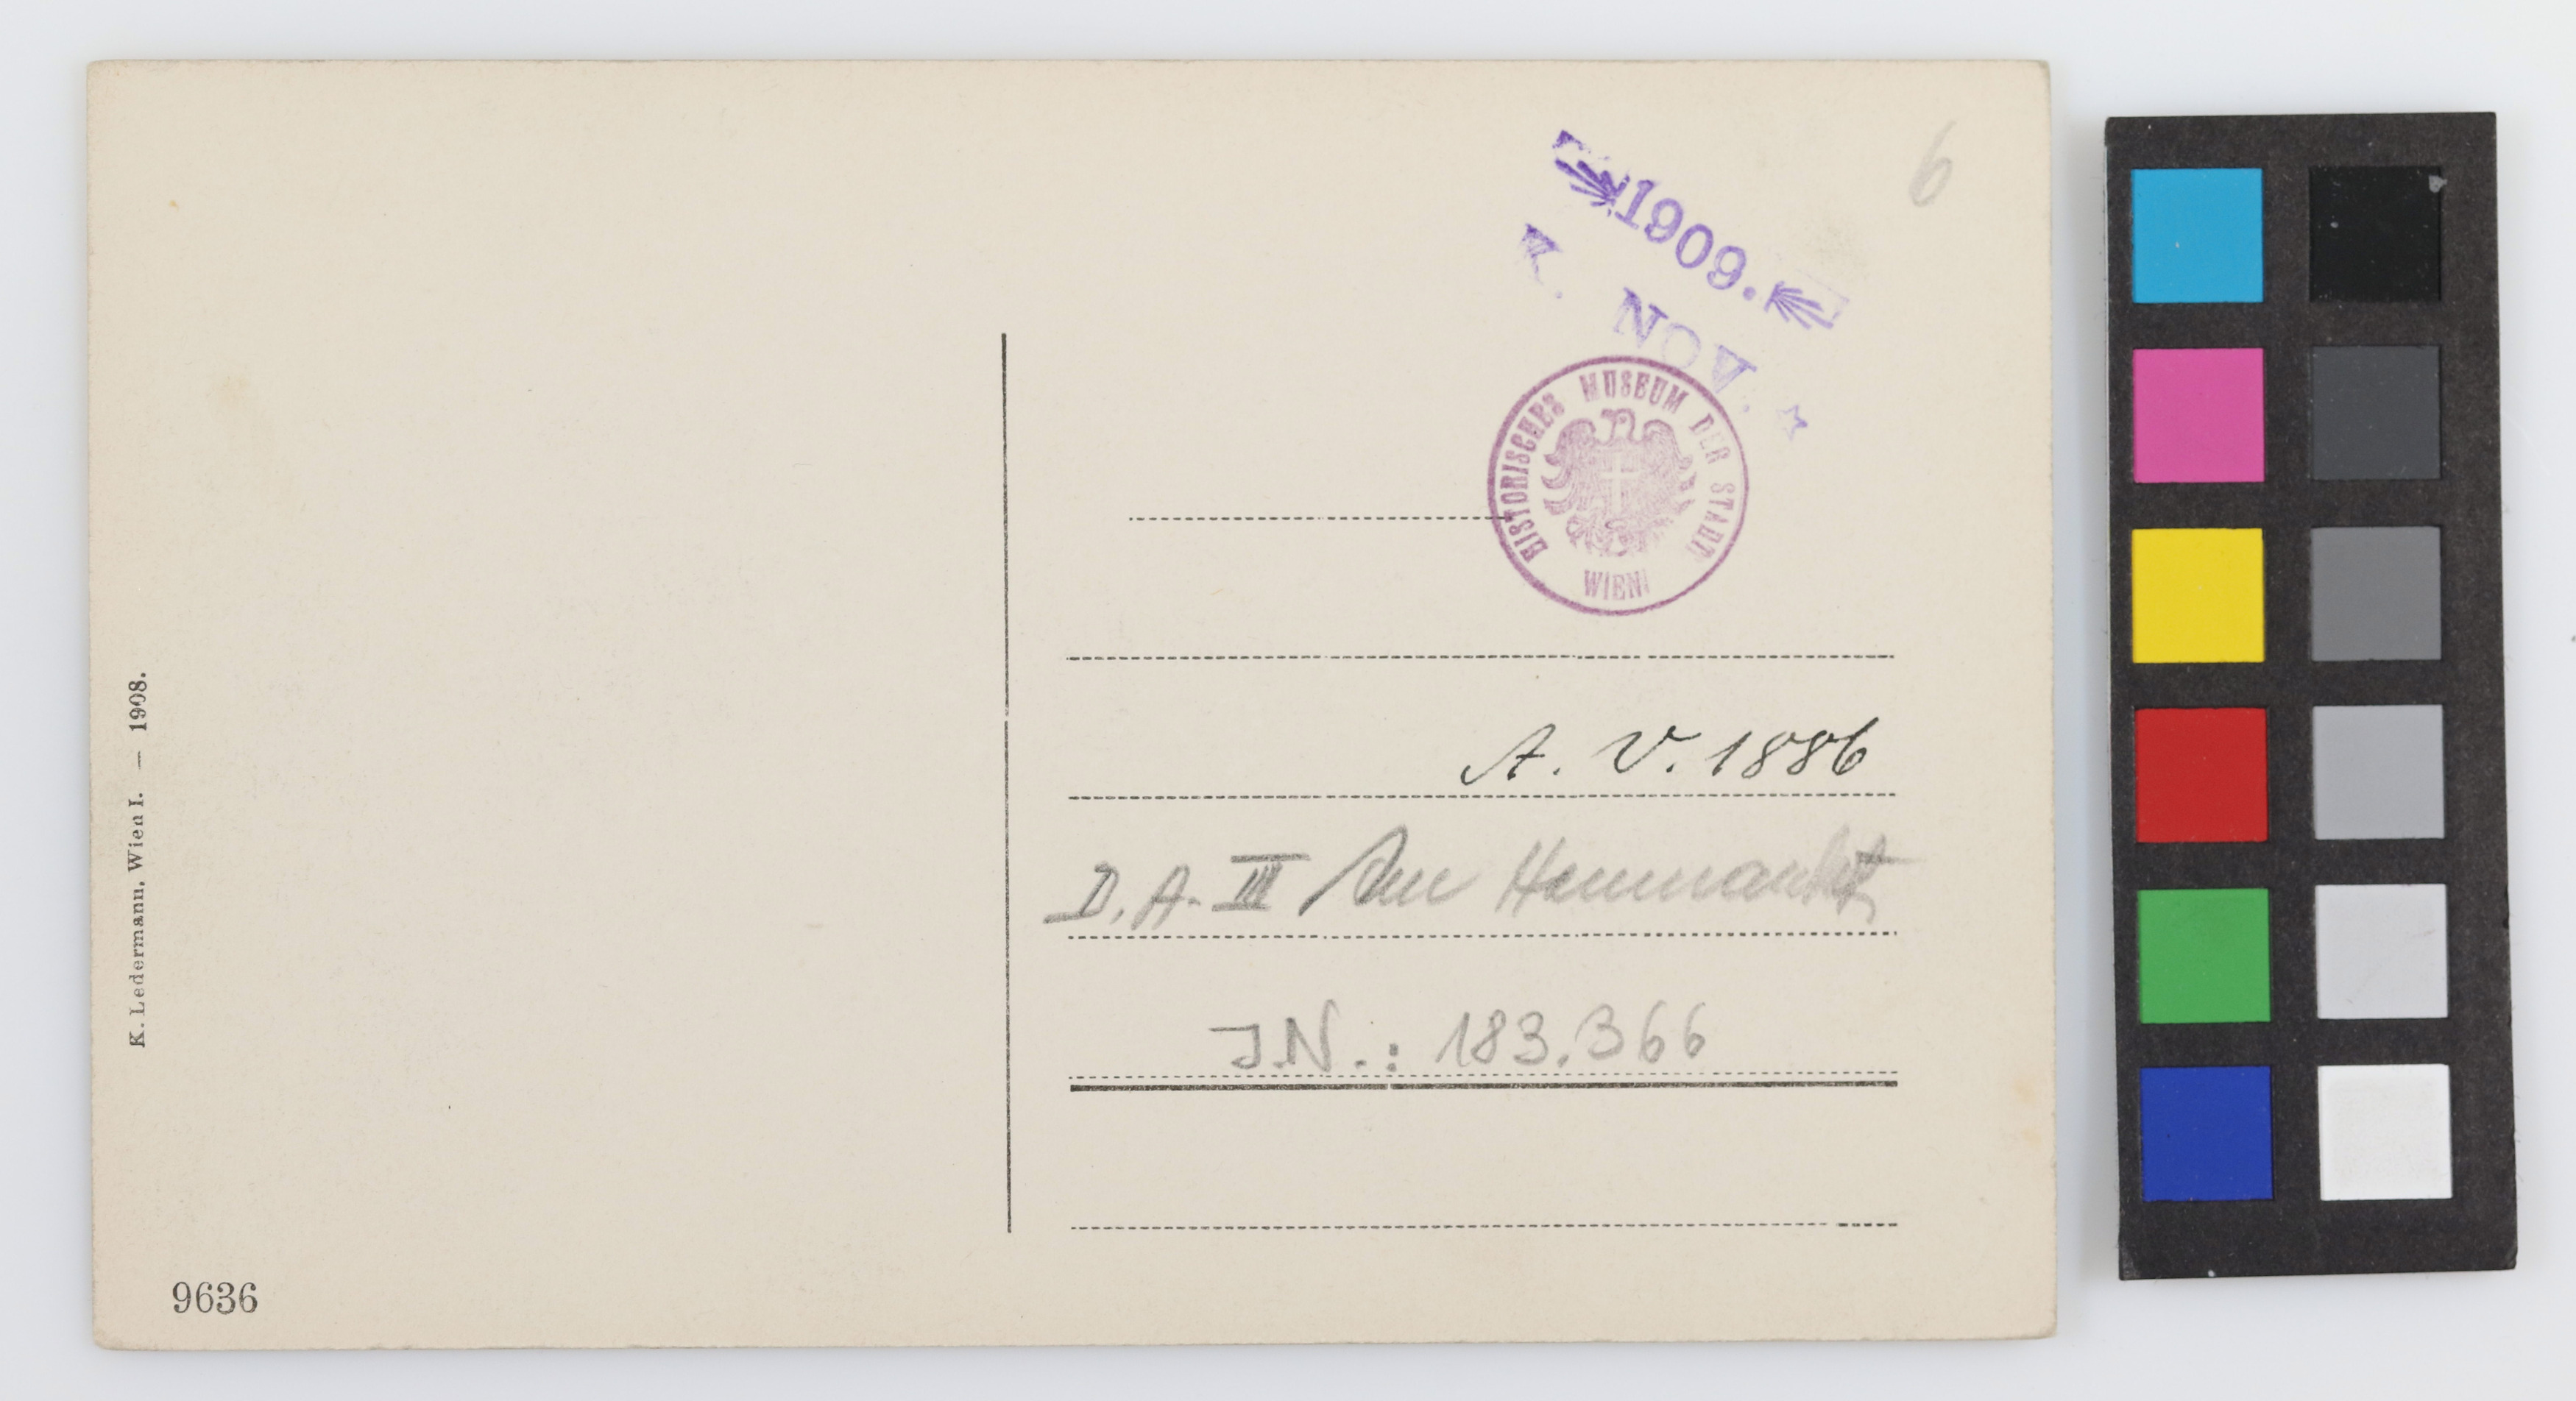 6
1909.
NOV.
HISTORISCHES MUSEUM DER STADT
WIEN
A. V. 1886
D. A. III Am Heumarkt
J.N.: 183.366
K. Ledermann, Wien I. — 1908.
9636